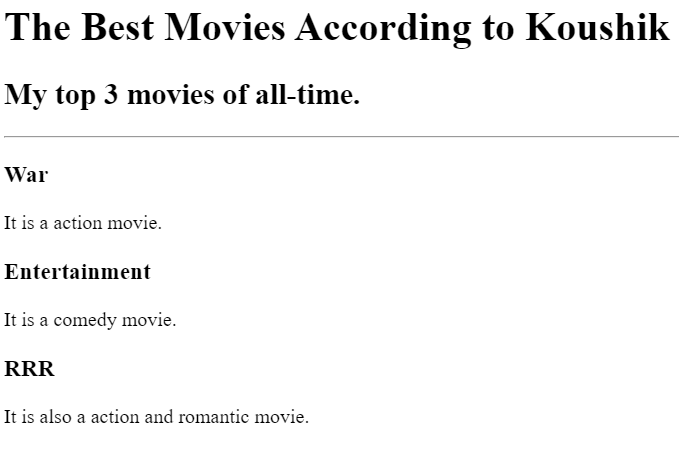 The Best Movies According to Koushik
My top 3 movies of all-time.
War
It is a action movie.
Entertainment
It is a comedy movie.
RRR
It is also a action and romantic movie.